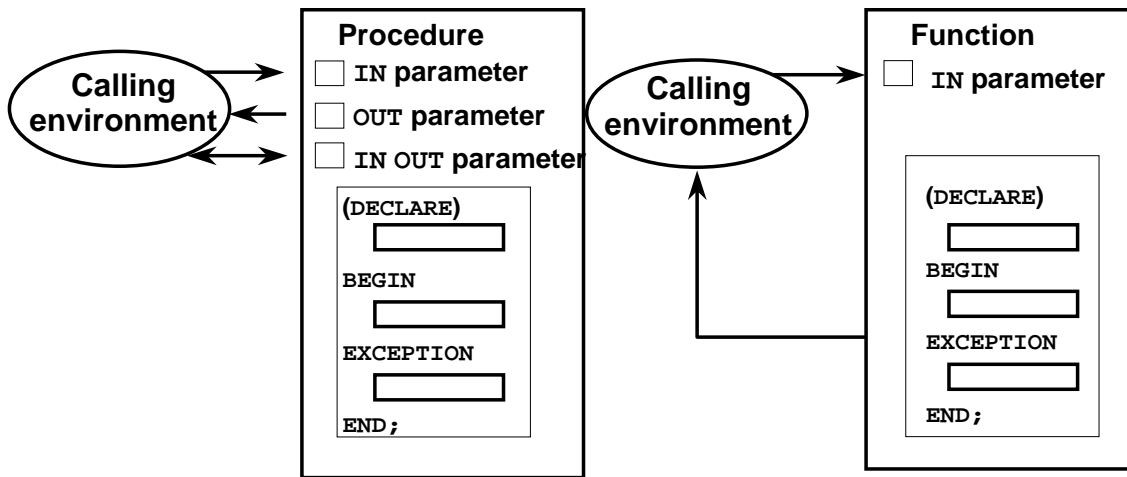 Calling
environment
Procedure
IN parameter
OUT parameter
IN OUT parameter
(DECLARE)
BEGIN
EXCEPTION
END;
Calling
environment
Function
IN parameter
(DECLARE)
BEGIN
EXCEPTION
END;